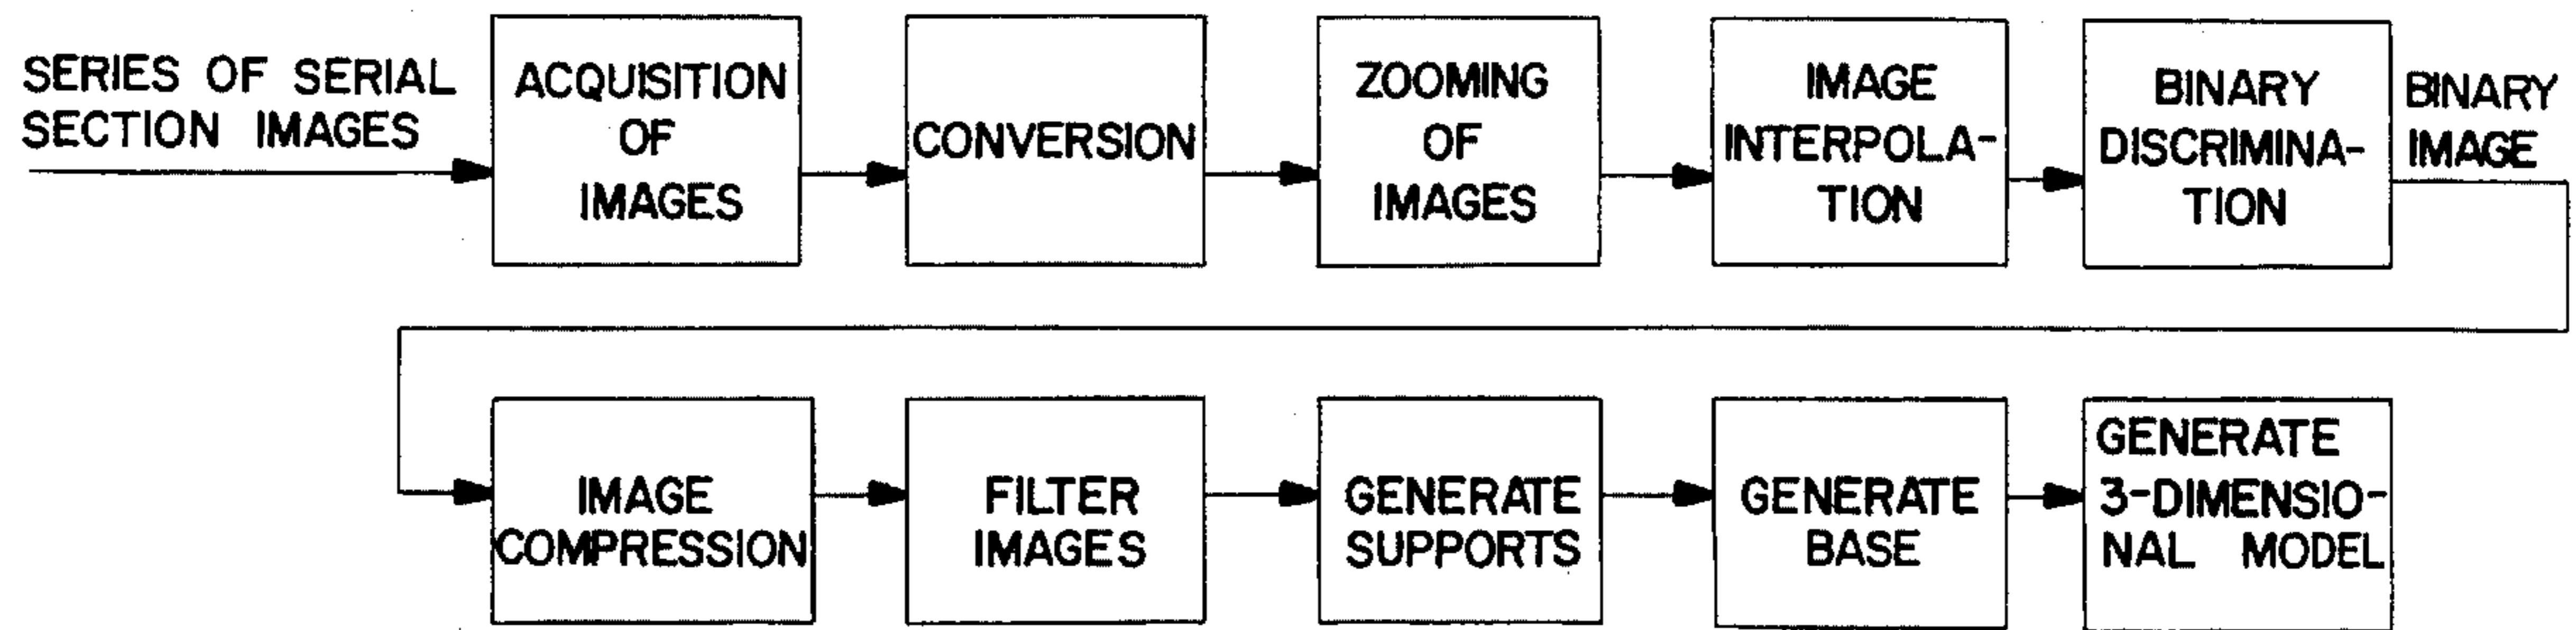 SERIES OF SERIAL
SECTION IMAGES
ACQUISITION
OF
IMAGES
CONVERSION
ZOOMING
OF
IMAGES
IMAGE
INTERPOLA-
TION
BINARY
DISCRIMINA-
TION
BINARY
IMAGE
IMAGE
COMPRESSION
FILTER
IMAGES
GENERATE
SUPPORTS
GENERATE
BASE
GENERATE
3-DIMENSIO-
NAL MODEL